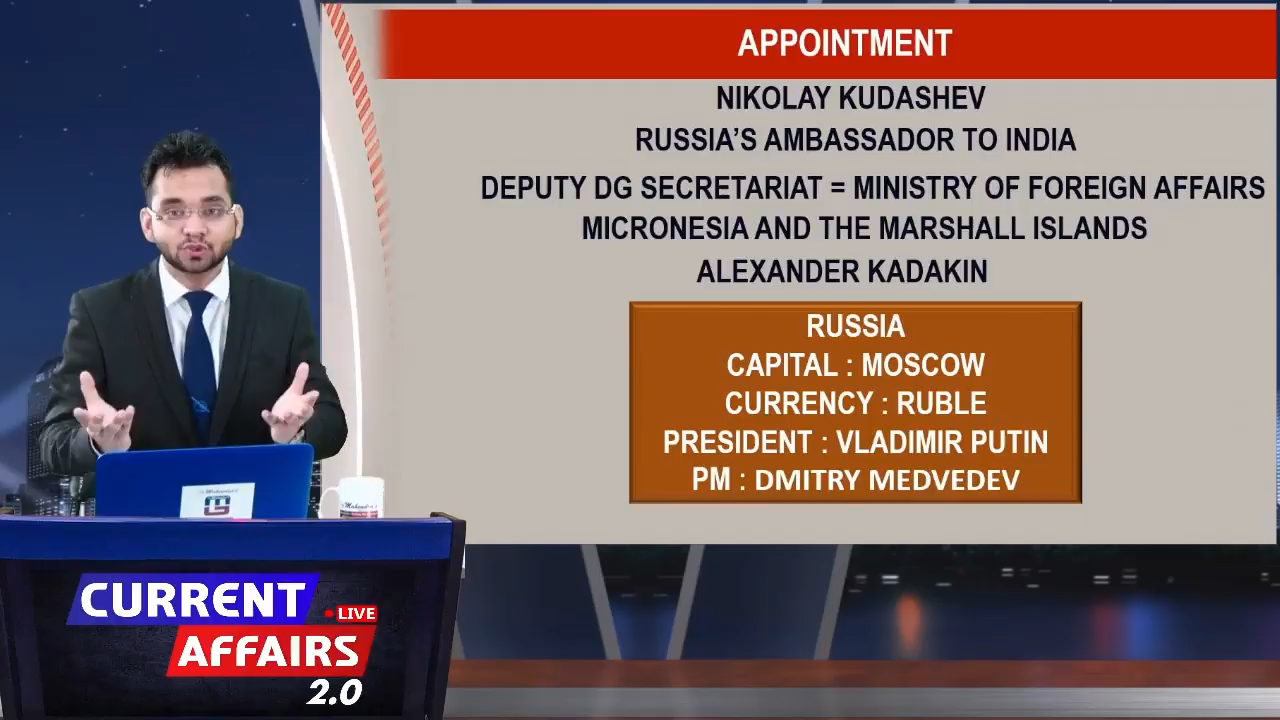 APPOINTMENT
NIKOLAY KUDASHEV
RUSSIA'S AMBASSADOR TO INDIA
DEPUTY DG SECRETARIAT = MINISTRY OF FOREIGN AFFAIRS
MICRONESIA AND THE MARSHALL ISLANDS
ALEXANDER KADAKIN
RUSSIA
CAPITAL : MOSCOW
CURRENCY : RUBLE
PRESIDENT : VLADIMIR PUTIN
PM : DMITRY MEDVEDEV
CURRENT
• LIVE
AFFAIRS
2.0